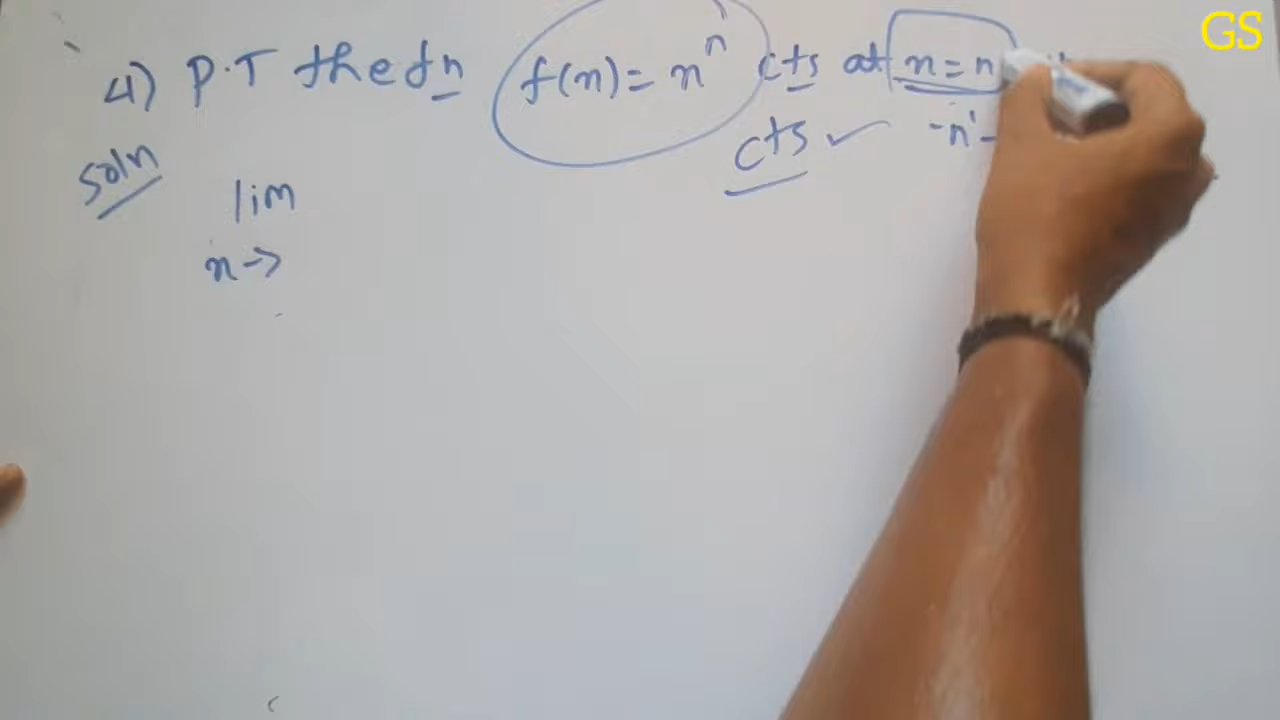 GS
4) P.T the fn f(x) = x^n cts at x = n
soln
cts ✓ -n'-
lim
x →